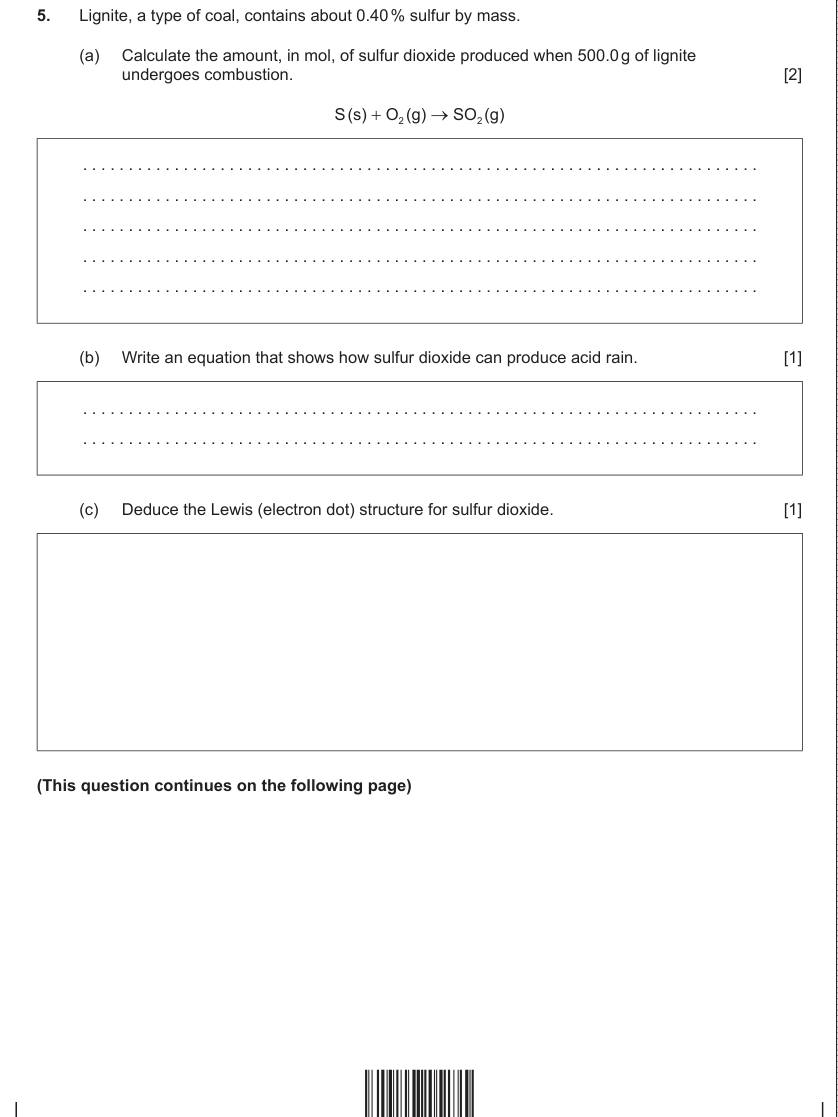 5. Lignite, a type of coal, contains about 0.40 % sulfur by mass.
(a) Calculate the amount, in mol, of sulfur dioxide produced when 500.0 g of lignite
undergoes combustion. [2]
S (s) + O₂ (g) → SO₂ (g)
(b) Write an equation that shows how sulfur dioxide can produce acid rain. [1]
(c) Deduce the Lewis (electron dot) structure for sulfur dioxide. [1]
(This question continues on the following page)